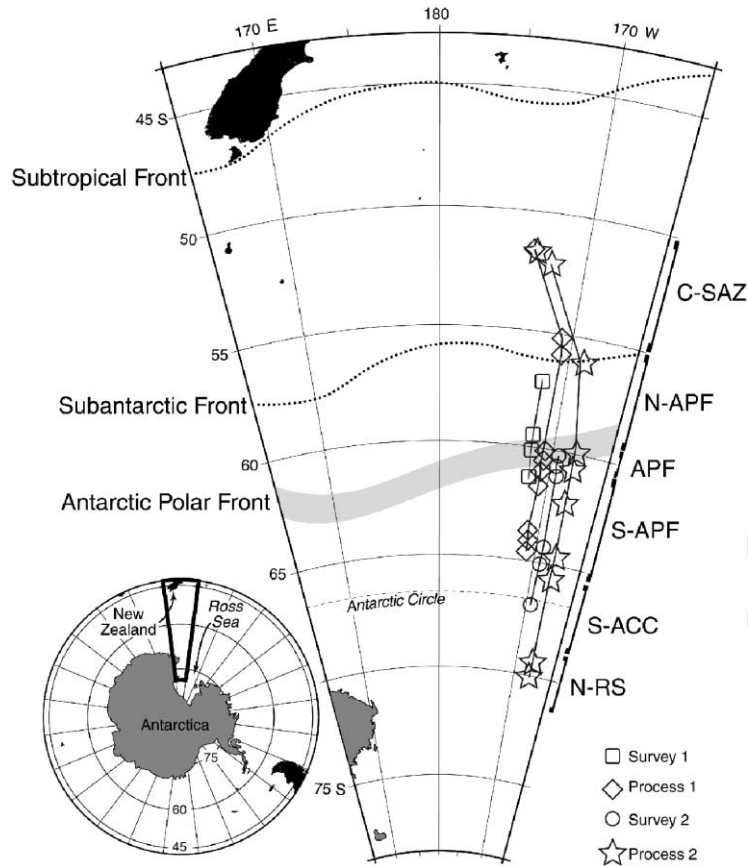 170 E
180
170 W
45 S
Subtropical Front
50
C-SAZ
55
Subantarctic Front
N-APF
60
APF
Antarctic Polar Front
S-APF
65
Antarctic Circle
New
Zealand
Ross
Sea
S-ACC
N-RS
Antarctica
75
60
45
75 S
Survey 1
Process 1
Survey 2
Process 2